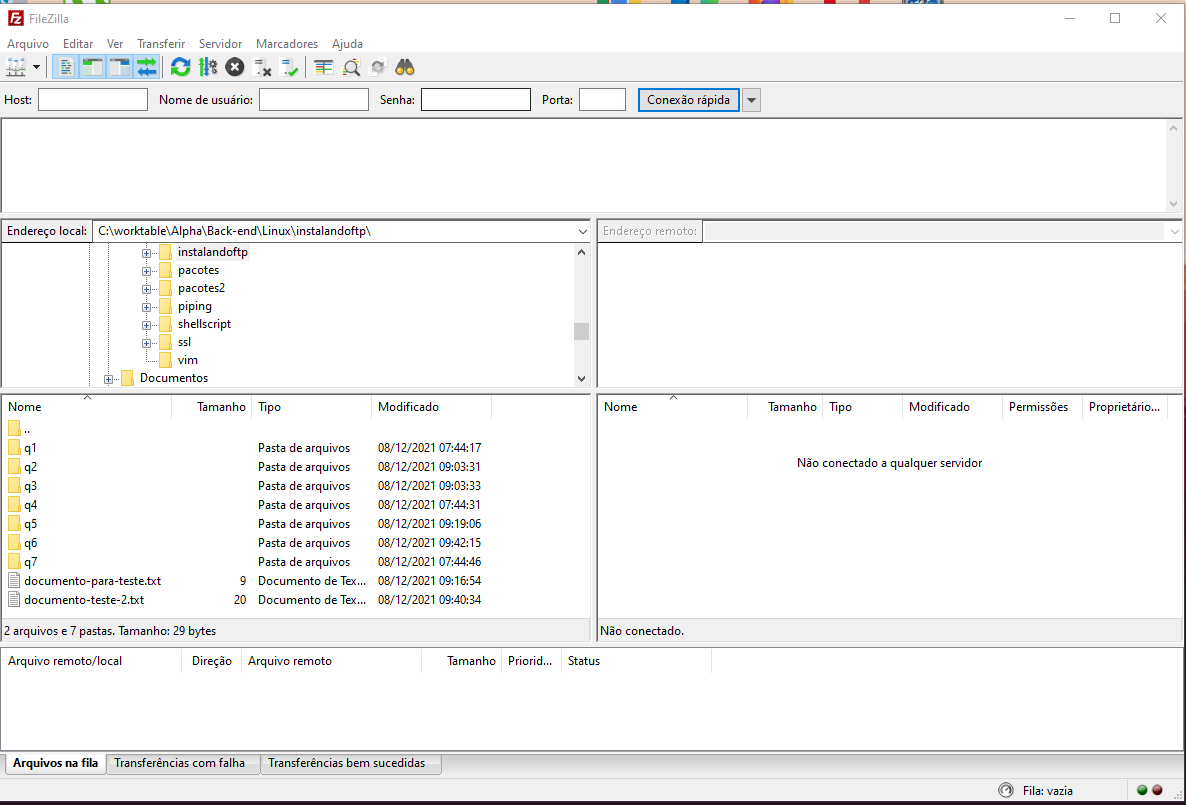 FileZilla
Arquivo Editar Ver Transferir Servidor Marcadores Ajuda
Host: Nome de usuário: Senha: Porta: Conexão rápida
Endereço local: C:\worktable\Alpha\Back-end\Linux\instalandoftp\ Endereço remoto:
instalandoftp
pacotes
pacotes2
piping
shellscript
ssl
vim
Documentos
Nome Tamanho Tipo Modificado
..
q1 Pasta de arquivos 08/12/2021 07:44:17
q2 Pasta de arquivos 08/12/2021 09:03:31
q3 Pasta de arquivos 08/12/2021 09:03:33
q4 Pasta de arquivos 08/12/2021 07:44:31
q5 Pasta de arquivos 08/12/2021 09:19:06
q6 Pasta de arquivos 08/12/2021 09:42:15
q7 Pasta de arquivos 08/12/2021 07:44:46
documento-para-teste.txt 9 Documento de Tex... 08/12/2021 09:16:54
documento-teste-2.txt 20 Documento de Tex... 08/12/2021 09:40:34
2 arquivos e 7 pastas. Tamanho: 29 bytes
Nome Tamanho Tipo Modificado Permissões Proprietário...
Não conectado a qualquer servidor
Não conectado.
Arquivo remoto/local Direção Arquivo remoto Tamanho Priorid... Status
Arquivos na fila Transferências com falha Transferências bem sucedidas
Fila: vazia